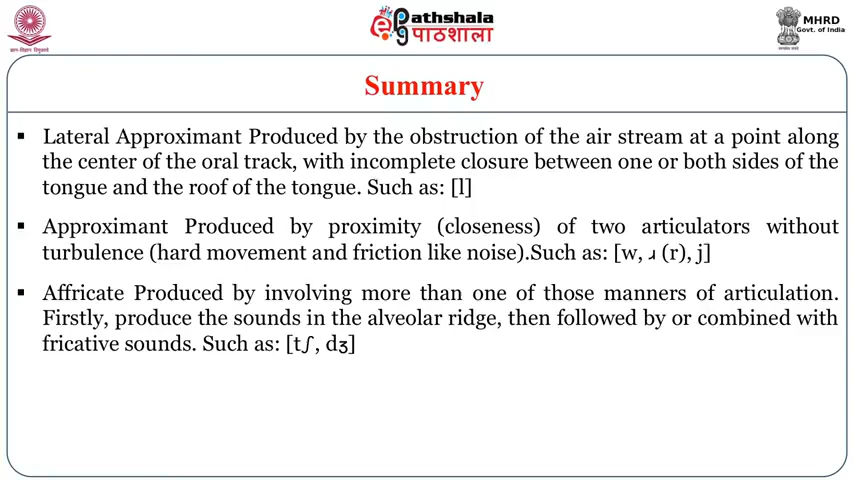 ज्ञान-विज्ञान विमुक्तये
ePathshala
पाठशाला
MHRD
Govt. of India
Summary
▪ Lateral Approximant Produced by the obstruction of the air stream at a point along
the center of the oral track, with incomplete closure between one or both sides of the
tongue and the roof of the tongue. Such as: [l]
▪ Approximant Produced by proximity (closeness) of two articulators without
turbulence (hard movement and friction like noise).Such as: [w, ɹ (r), j]
▪ Affricate Produced by involving more than one of those manners of articulation.
Firstly, produce the sounds in the alveolar ridge, then followed by or combined with
fricative sounds. Such as: [tʃ, dʒ]